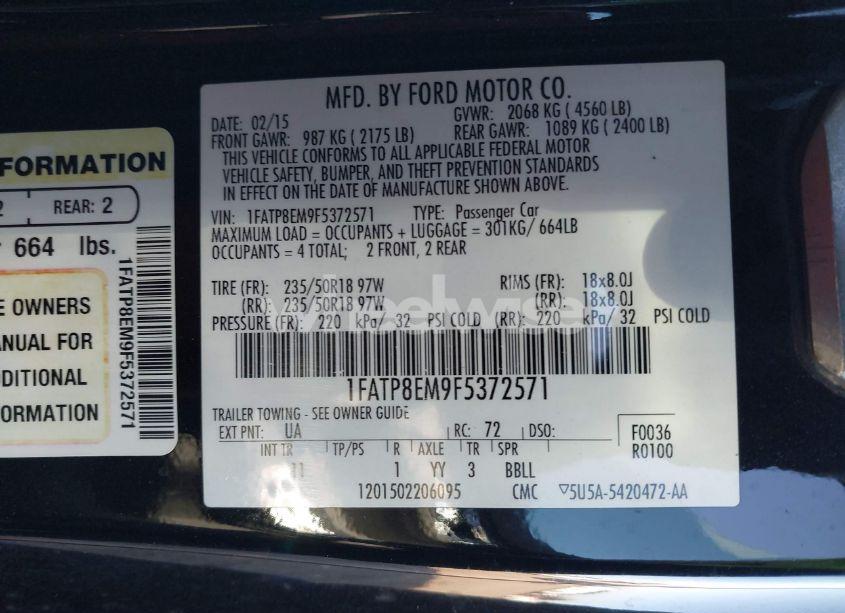 FORMATION
2 REAR: 2
664 lbs.
E OWNERS
ANUAL FOR
DDITIONAL
FORMATION
1FATP8EM9F5372571
MFD. BY FORD MOTOR CO.
DATE: 02/15 GVWR: 2068 KG ( 4560 LB)
FRONT GAWR: 987 KG ( 2175 LB) REAR GAWR: 1089 KG ( 2400 LB)
THIS VEHICLE CONFORMS TO ALL APPLICABLE FEDERAL MOTOR
VEHICLE SAFETY, BUMPER, AND THEFT PREVENTION STANDARDS
IN EFFECT ON THE DATE OF MANUFACTURE SHOWN ABOVE.
VIN: 1FATP8EM9F5372571 TYPE: Passenger Car
MAXIMUM LOAD = OCCUPANTS + LUGGAGE = 301KG/ 664LB
OCCUPANTS = 4 TOTAL; 2 FRONT, 2 REAR
TIRE (FR): 235/50R18 97W RIMS (FR): 18x8.0J
(RR): 235/50R18 97W (RR): 18x8.0J
PRESSURE (FR): 220 kPa/ 32 PSI COLD (RR): 220 kPa/ 32 PSI COLD
1FATP8EM9F5372571
TRAILER TOWING - SEE OWNER GUIDE
EXT PNT: UA RC: 72 DSO: F0036
R0100
INT TR TP/PS R AXLE TR SPR
11 1 YY 3 BBLL
1201502206095 CMC ▽5U5A-5420472-AA